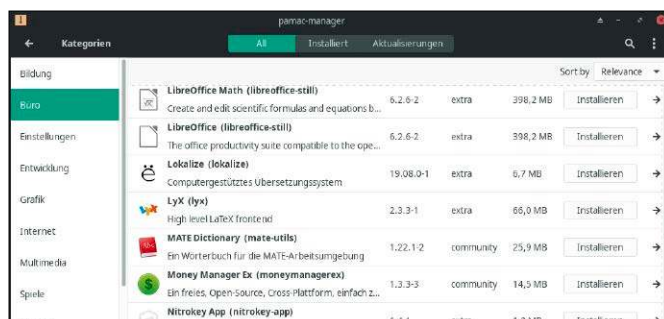 pamac-manager
Kategorien
All Installiert Aktualisierungen
Sort by Relevance
Bildung
Büro
Einstellungen
Entwicklung
Grafik
Internet
Multimedia
Spiele
LibreOffice Math (libreoffice-still)
Create and edit scientific formulas and equations b...
6.2.6-2 extra 398,2 MB Installieren
LibreOffice (libreoffice-still)
The office productivity suite compatible to the ope...
6.2.6-2 extra 398,2 MB Installieren
Lokalize (lokalize)
Computergestütztes Übersetzungssystem
19.08.0-1 extra 6,7 MB Installieren
LyX (lyx)
High level LaTeX frontend
2.3.3-1 extra 66,0 MB Installieren
MATE Dictionary (mate-utils)
Ein Wörterbuch für die MATE-Arbeitsumgebung
1.22.1-2 community 25,9 MB Installieren
Money Manager Ex (moneymanagerex)
Ein freies, Open-Source, Cross-Plattform, einfach z...
1.3.3-3 community 14,5 MB Installieren
Nitrokey App (nitrokey-app)